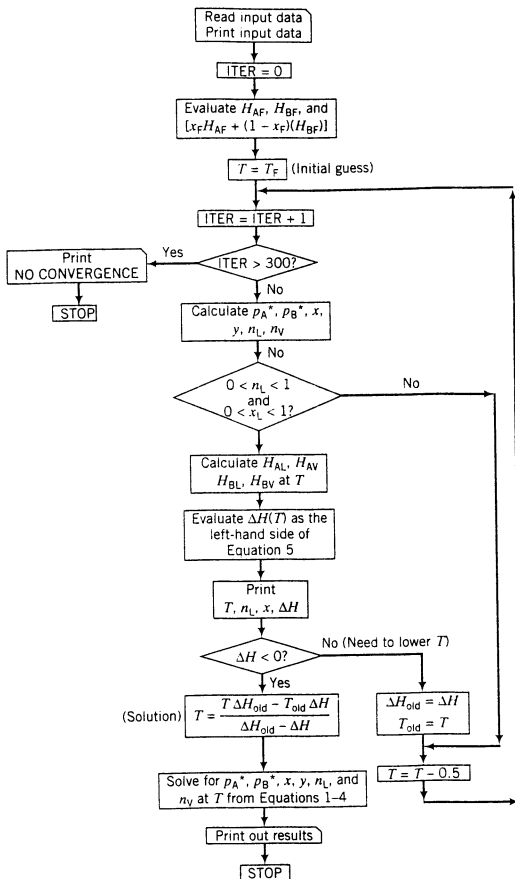 Read input data
Print input data
ITER = 0
Evaluate H_AF, H_BF, and
[x_F H_AF + (1 − x_F)(H_BF)]
T = T_F (Initial guess)
ITER = ITER + 1
ITER > 300?
Yes
Print
NO CONVERGENCE
STOP
No
Calculate p_A*, p_B*, x,
y, n_L, n_V
No
0 < n_L < 1
and
0 < x_L < 1?
No
Calculate H_AL, H_AV
H_BL, H_BV at T
Evaluate ΔH(T) as the
left-hand side of
Equation 5
Print
T, n_L, x, ΔH
ΔH < 0?
No (Need to lower T)
Yes
ΔH_old = ΔH
T_old = T
(Solution) T = (T ΔH_old − T_old ΔH) / (ΔH_old − ΔH)
T = T − 0.5
Solve for p_A*, p_B*, x, y, n_L, and
n_V at T from Equations 1–4
Print out results
STOP